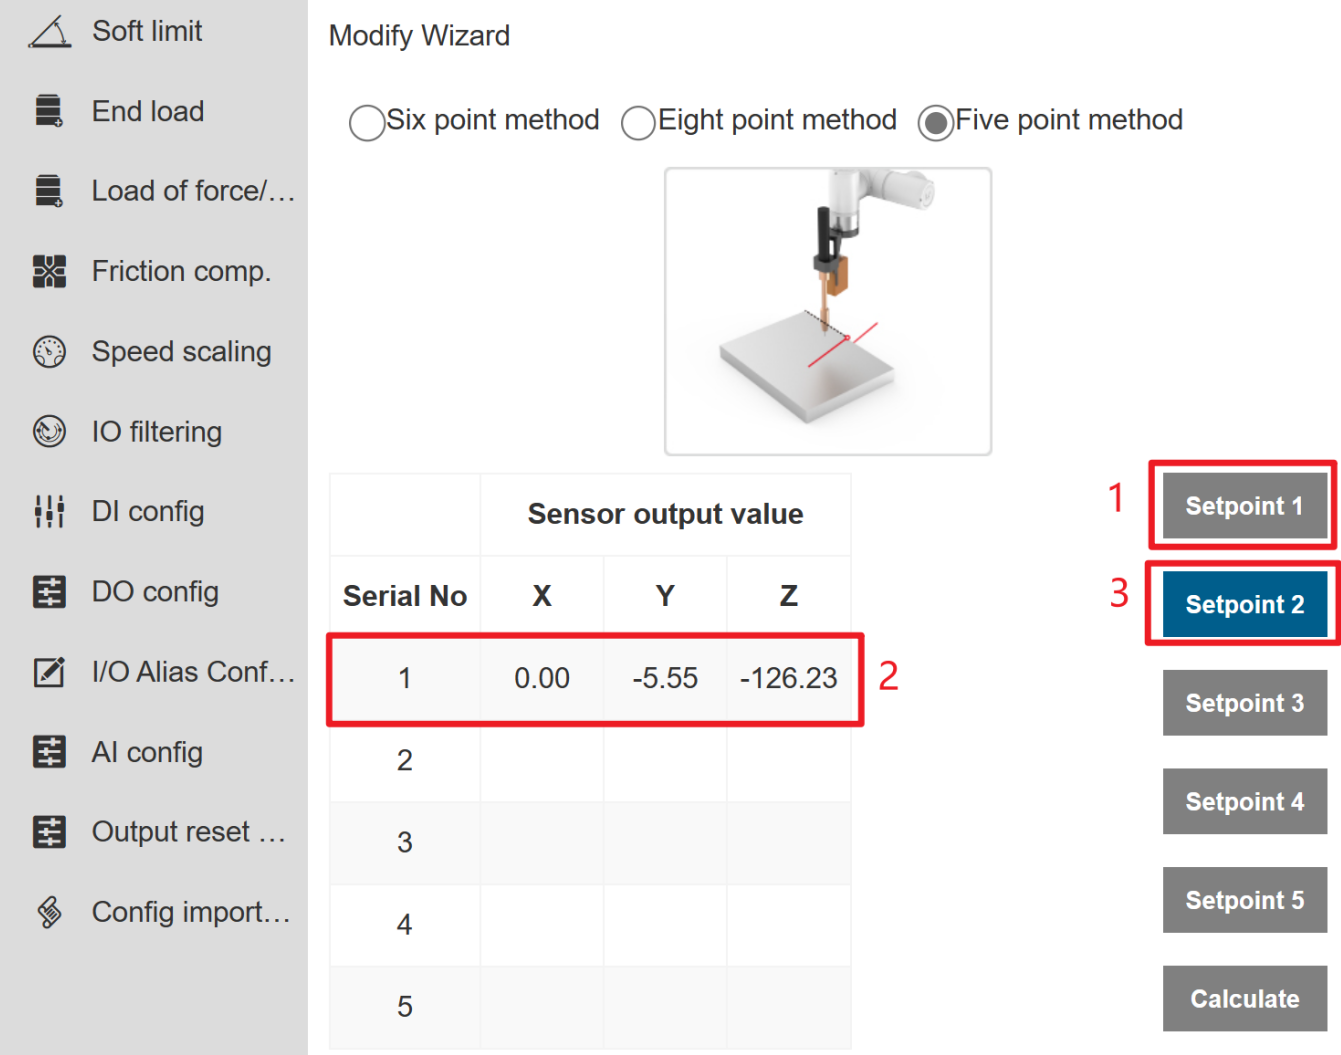 Soft limit
End load
Load of force/...
Friction comp.
Speed scaling
IO filtering
DI config
DO config
I/O Alias Conf...
AI config
Output reset ...
Config import...
Modify Wizard
Six point method Eight point method Five point method
Sensor output value
Serial No X Y Z
1 0.00 -5.55 -126.23 2
2
3
4
5
1 Setpoint 1
3 Setpoint 2
Setpoint 3
Setpoint 4
Setpoint 5
Calculate